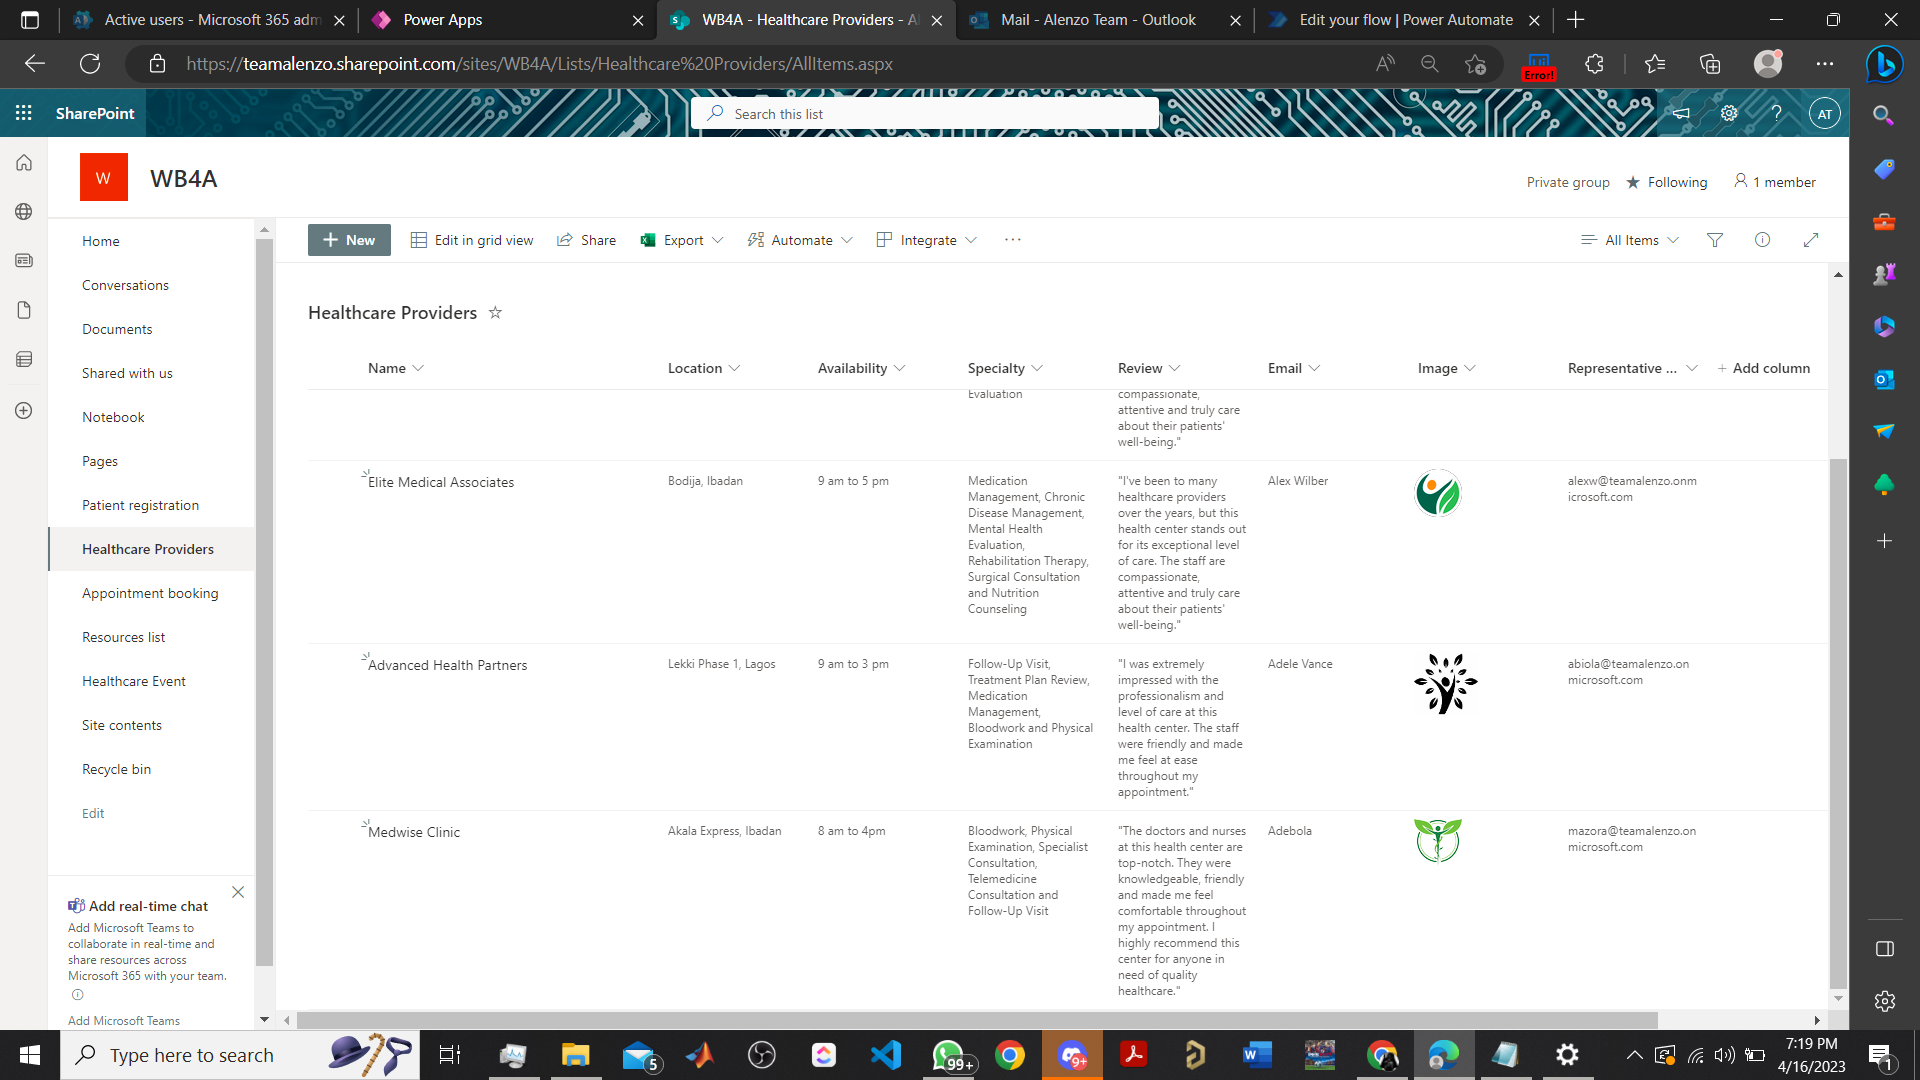 Active users - Microsoft 365 adm
Power Apps
WB4A - Healthcare Providers - Al
Mail - Alenzo Team - Outlook
Edit your flow | Power Automate
https://teamalenzo.sharepoint.com/sites/WB4A/Lists/Healthcare%20Providers/AllItems.aspx
Error!
SharePoint
Search this list
AT
W
WB4A
Private group
Following
1 member
Home
Conversations
Documents
Shared with us
Notebook
Pages
Patient registration
Healthcare Providers
Appointment booking
Resources list
Healthcare Event
Site contents
Recycle bin
Edit
Add real-time chat
Add Microsoft Teams to
collaborate in real-time and
share resources across
Microsoft 365 with your team.
Add Microsoft Teams
New
Edit in grid view
Share
Export
Automate
Integrate
All Items
Healthcare Providers
Name
Location
Availability
Specialty
Review
Email
Image
Representative ...
Add column
Evaluation
compassionate,
attentive and truly care
about their patients'
well-being."
Elite Medical Associates
Bodija, Ibadan
9 am to 5 pm
Medication
Management, Chronic
Disease Management,
Mental Health
Evaluation,
Rehabilitation Therapy,
Surgical Consultation
and Nutrition
Counseling
"I've been to many
healthcare providers
over the years, but this
health center stands out
for its exceptional level
of care. The staff are
compassionate,
attentive and truly care
about their patients'
well-being."
Alex Wilber
alexw@teamalenzo.onm
icrosoft.com
Advanced Health Partners
Lekki Phase 1, Lagos
9 am to 3 pm
Follow-Up Visit,
Treatment Plan Review,
Medication
Management,
Bloodwork and Physical
Examination
"I was extremely
impressed with the
professionalism and
level of care at this
health center. The staff
were friendly and made
me feel at ease
throughout my
appointment."
Adele Vance
abiola@teamalenzo.on
microsoft.com
Medwise Clinic
Akala Express, Ibadan
8 am to 4pm
Bloodwork, Physical
Examination, Specialist
Consultation,
Telemedicine
Consultation and
Follow-Up Visit
"The doctors and nurses
at this health center are
top-notch. They were
knowledgeable, friendly
and made me feel
comfortable throughout
my appointment. I
highly recommend this
center for anyone in
need of quality
healthcare."
Adebola
mazora@teamalenzo.on
microsoft.com
Type here to search
5
99+
9+
7:19 PM
4/16/2023
1